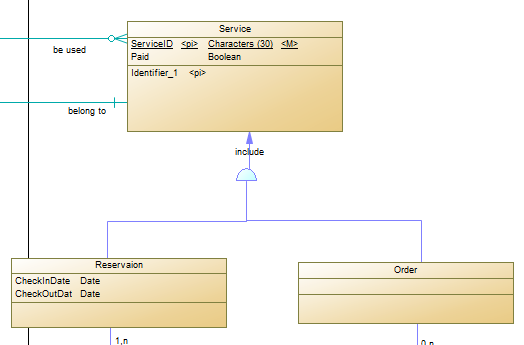 Service
ServiceID <pi> Characters (30) <M>
Paid Boolean
Identifier_1 <pi>
be used
belong to
include
Reservaion
CheckInDate Date
CheckOutDat Date
Order
1,n
0,n